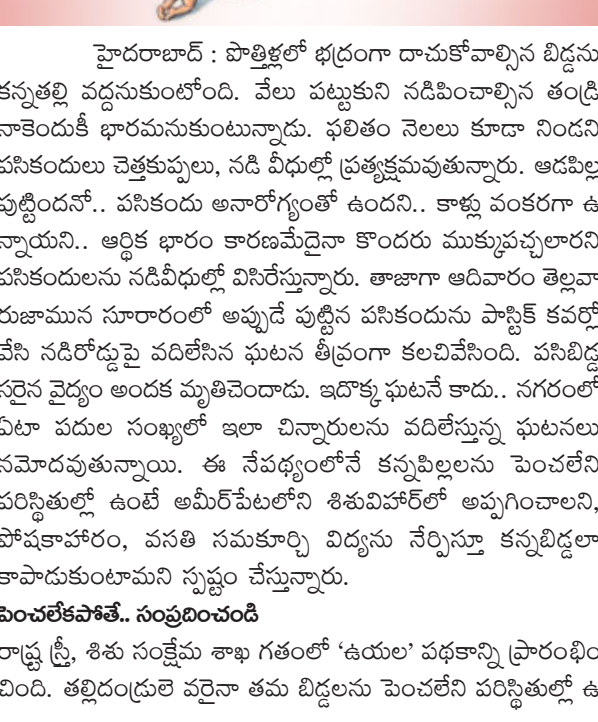 హైదరాబాద్ : పొత్తిళ్లలో భద్రంగా దాచుకోవాల్సిన బిడ్డను
కన్నతల్లి వద్దనుకుంటోంది. వేలు పట్టుకుని నడిపించాల్సిన తండ్రి
నాకెందుకీ భారమనుకుంటున్నాడు. ఫలితం నెలలు కూడా నిండని
పసికందులు చెత్తకుప్పలు, నడి వీధుల్లో ప్రత్యక్షమవుతున్నారు. ఆడపిల్ల
పుట్టిందనో.. పసికందు అనారోగ్యంతో ఉందని.. కాళ్లు వంకరగా ఉ
న్నాయని.. ఆర్థిక భారం కారణమేదైనా కొందరు ముక్కుపచ్చలారని
పసికందులను నడివీధుల్లో విసిరేస్తున్నారు. తాజాగా ఆదివారం తెల్లవా
రుజామున సూరారంలో అప్పుడే పుట్టిన పసికందును పాస్టిక్ కవర్లో
వేసి నడిరోడ్డుపై వదిలేసిన ఘటన తీవ్రంగా కలచివేసింది. పసిబిడ్డ
సరైన వైద్యం అందక మృతిచెందాడు. ఇదొక్క ఘటనే కాదు.. నగరంలో
ఏటా పదుల సంఖ్యలో ఇలా చిన్నారులను వదిలేస్తున్న ఘటనలు
నమోదవుతున్నాయి. ఈ నేపథ్యంలోనే కన్నపిల్లలను పెంచలేని
పరిస్థితుల్లో ఉంటే అమీర్‌పేటలోని శిశువిహార్‌లో అప్పగించాలని,
పోషకాహారం, వసతి సమకూర్చి విద్యను నేర్పిస్తూ కన్నబిడ్డలా
కాపాడుకుంటామని స్పష్టం చేస్తున్నారు.
పెంచలేకపోతే.. సంప్రదించండి
రాష్ట్ర స్త్రీ, శిశు సంక్షేమ శాఖ గతంలో ‘ఉయల’ పథకాన్ని ప్రారంభిం
చింది. తల్లిదండ్రులె వరైనా తమ బిడ్డలను పెంచలేని పరిస్థితుల్లో ఉ